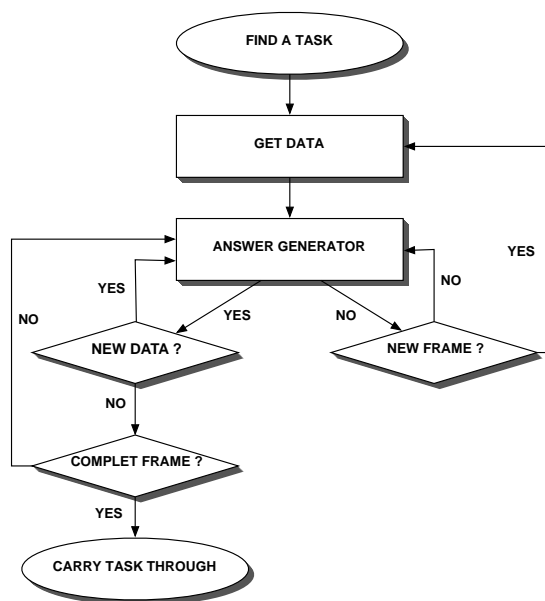 FIND A TASK
GET DATA
ANSWER GENERATOR
YES
YES
NO
YES
NO
NO
NEW DATA ?
NEW FRAME ?
NO
COMPLET FRAME ?
YES
CARRY TASK THROUGH